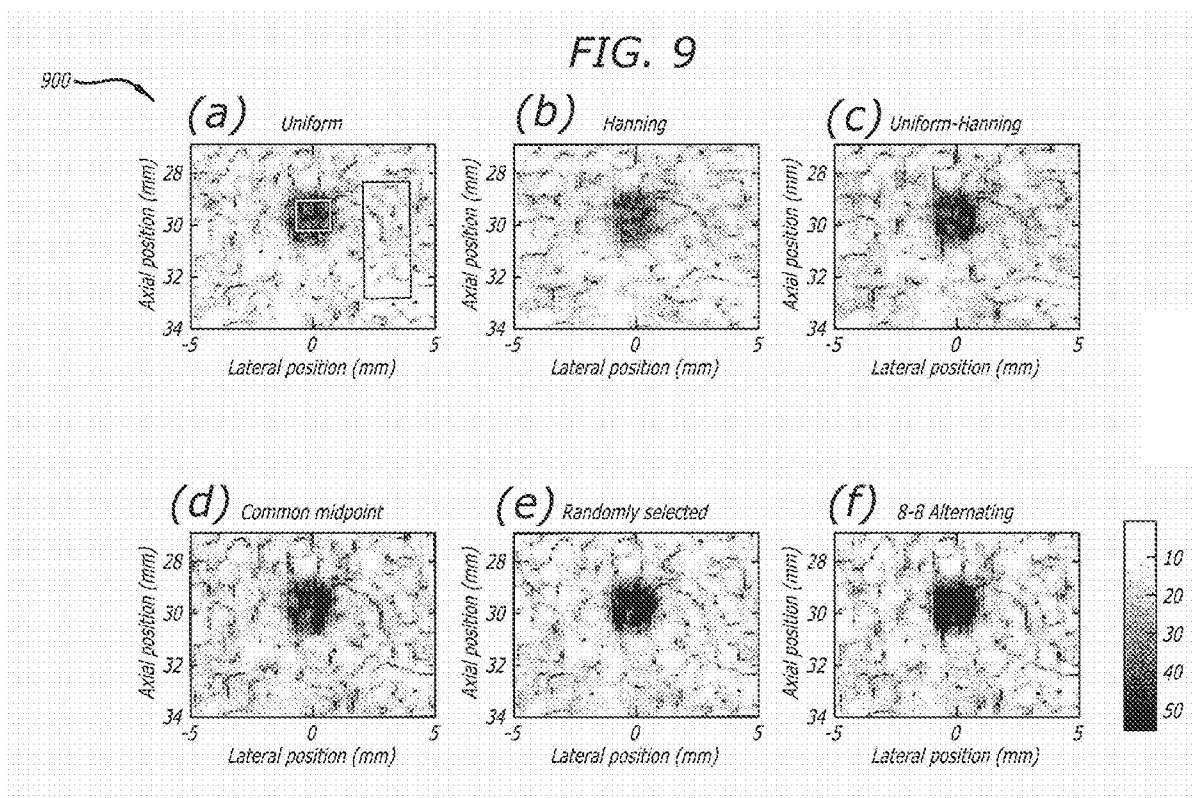 FIG. 9
900
(a) Uniform
(b) Hanning
(c) Uniform-Hanning
Axial position (mm)
28
30
32
34
-5
0
5
Lateral position (mm)
Axial position (mm)
28
30
32
34
-5
0
5
Lateral position (mm)
Axial position (mm)
28
30
32
34
-5
0
5
Lateral position (mm)
(d) Common midpoint
(e) Randomly selected
(f) 8-8 Alternating
Axial position (mm)
28
30
32
34
-5
0
5
Lateral position (mm)
Axial position (mm)
28
30
32
34
-5
0
5
Lateral position (mm)
Axial position (mm)
28
30
32
34
-5
0
5
Lateral position (mm)
10
20
30
40
50